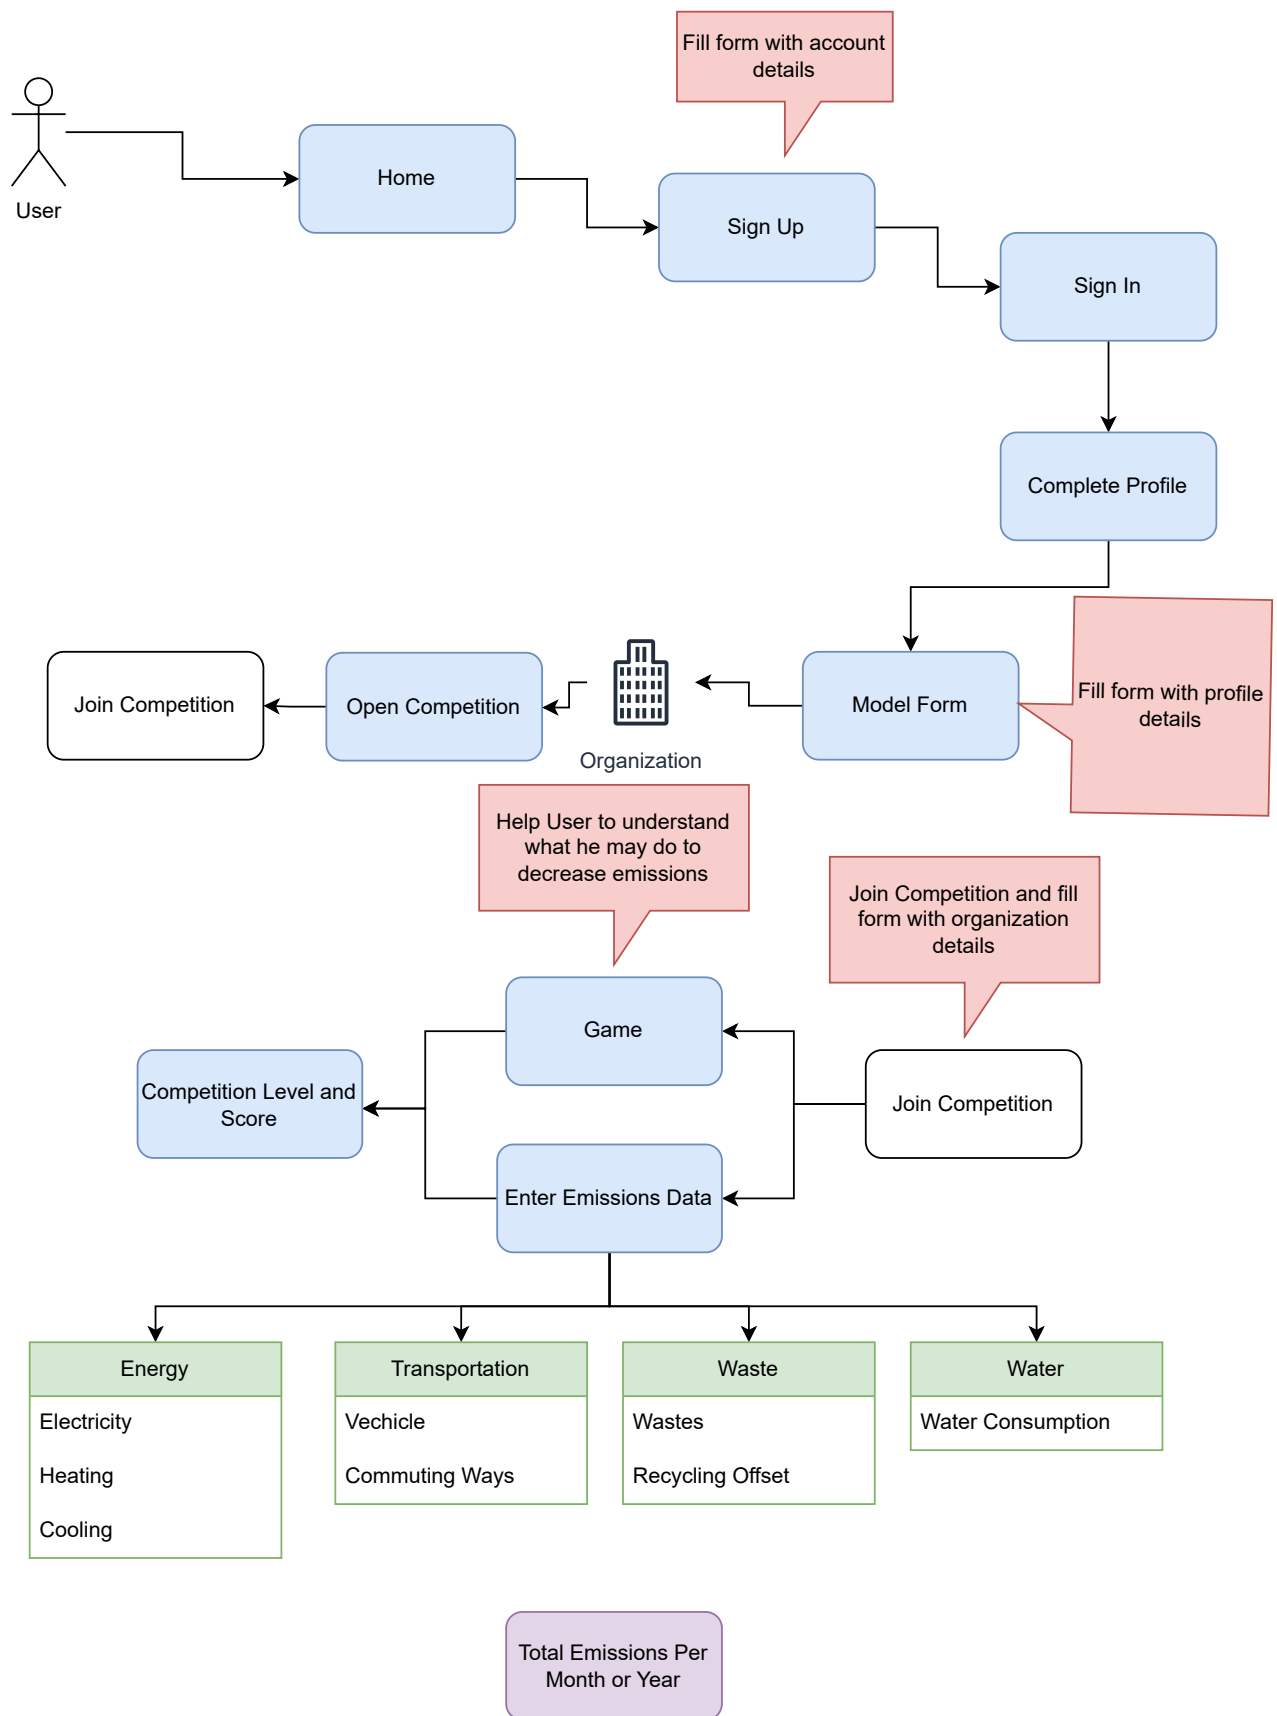 Fill form with account
details
User
Home
Sign Up
Sign In
Complete Profile
Join Competition
Open Competition
Organization
Model Form
Fill form with profile
details
Help User to understand
what he may do to
decrease emissions
Join Competition and fill
form with organization
details
Game
Competition Level and
Score
Join Competition
Enter Emissions Data
Energy
Electricity
Heating
Cooling
Transportation
Vechicle
Commuting Ways
Waste
Wastes
Recycling Offset
Water
Water Consumption
Total Emissions Per
Month or Year